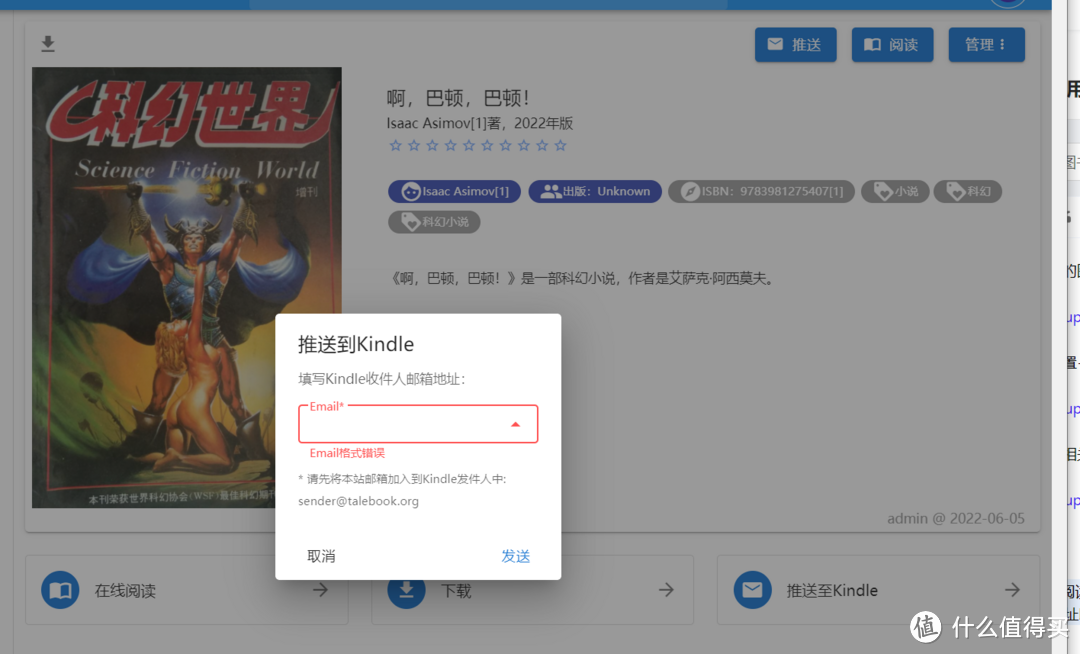 推送
阅读
管理
科幻世界
Science Fiction World
增刊
本刊荣获世界科幻协会(WSF)最佳科幻期刊
啊，巴顿，巴顿！
Isaac Asimov[1]著，2022年版
Isaac Asimov[1]
出版：Unknown
ISBN：9783981275407[1]
小说
科幻
科幻小说
《啊，巴顿，巴顿！》是一部科幻小说，作者是艾萨克·阿西莫夫。
推送到Kindle
填写Kindle收件人邮箱地址：
Email*
Email格式错误
* 请先将本站邮箱加入到Kindle发件人中:
sender@talebook.org
取消
发送
admin @ 2022-06-05
在线阅读
下载
推送至Kindle
用
的
up
置
up
up
值 什么值得买